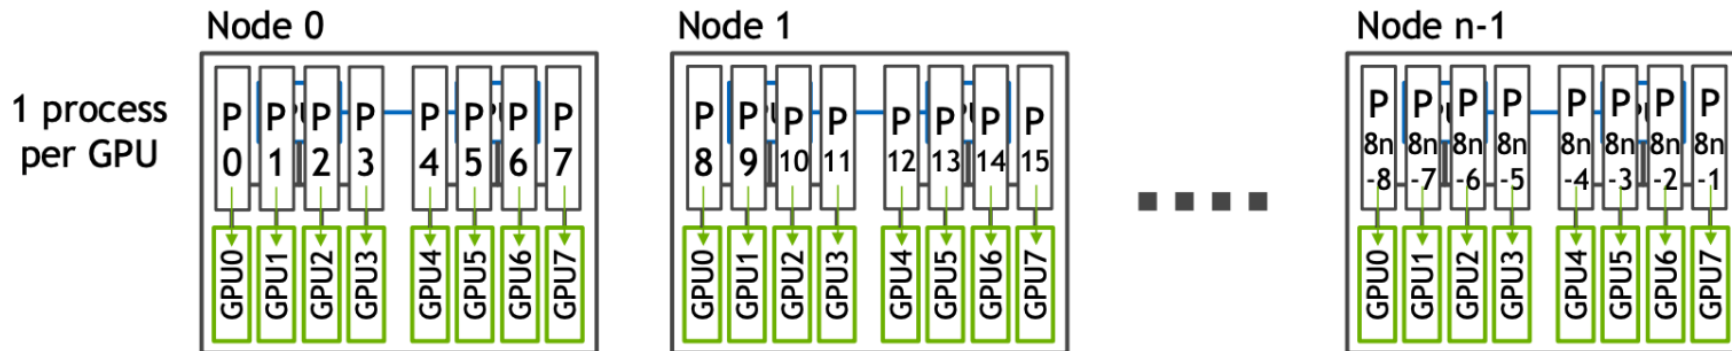 Node 0
Node 1
Node n-1
1 process
per GPU
P P P P P P P P
0 1 2 3 4 5 6 7
P P P P P P P P
8 9 10 11 12 13 14 15
P P P P P P P P
8n 8n 8n 8n 8n 8n 8n 8n
-8 -7 -6 -5 -4 -3 -2 -1
GPU0 GPU1 GPU2 GPU3 GPU4 GPU5 GPU6 GPU7
GPU0 GPU1 GPU2 GPU3 GPU4 GPU5 GPU6 GPU7
GPU0 GPU1 GPU2 GPU3 GPU4 GPU5 GPU6 GPU7